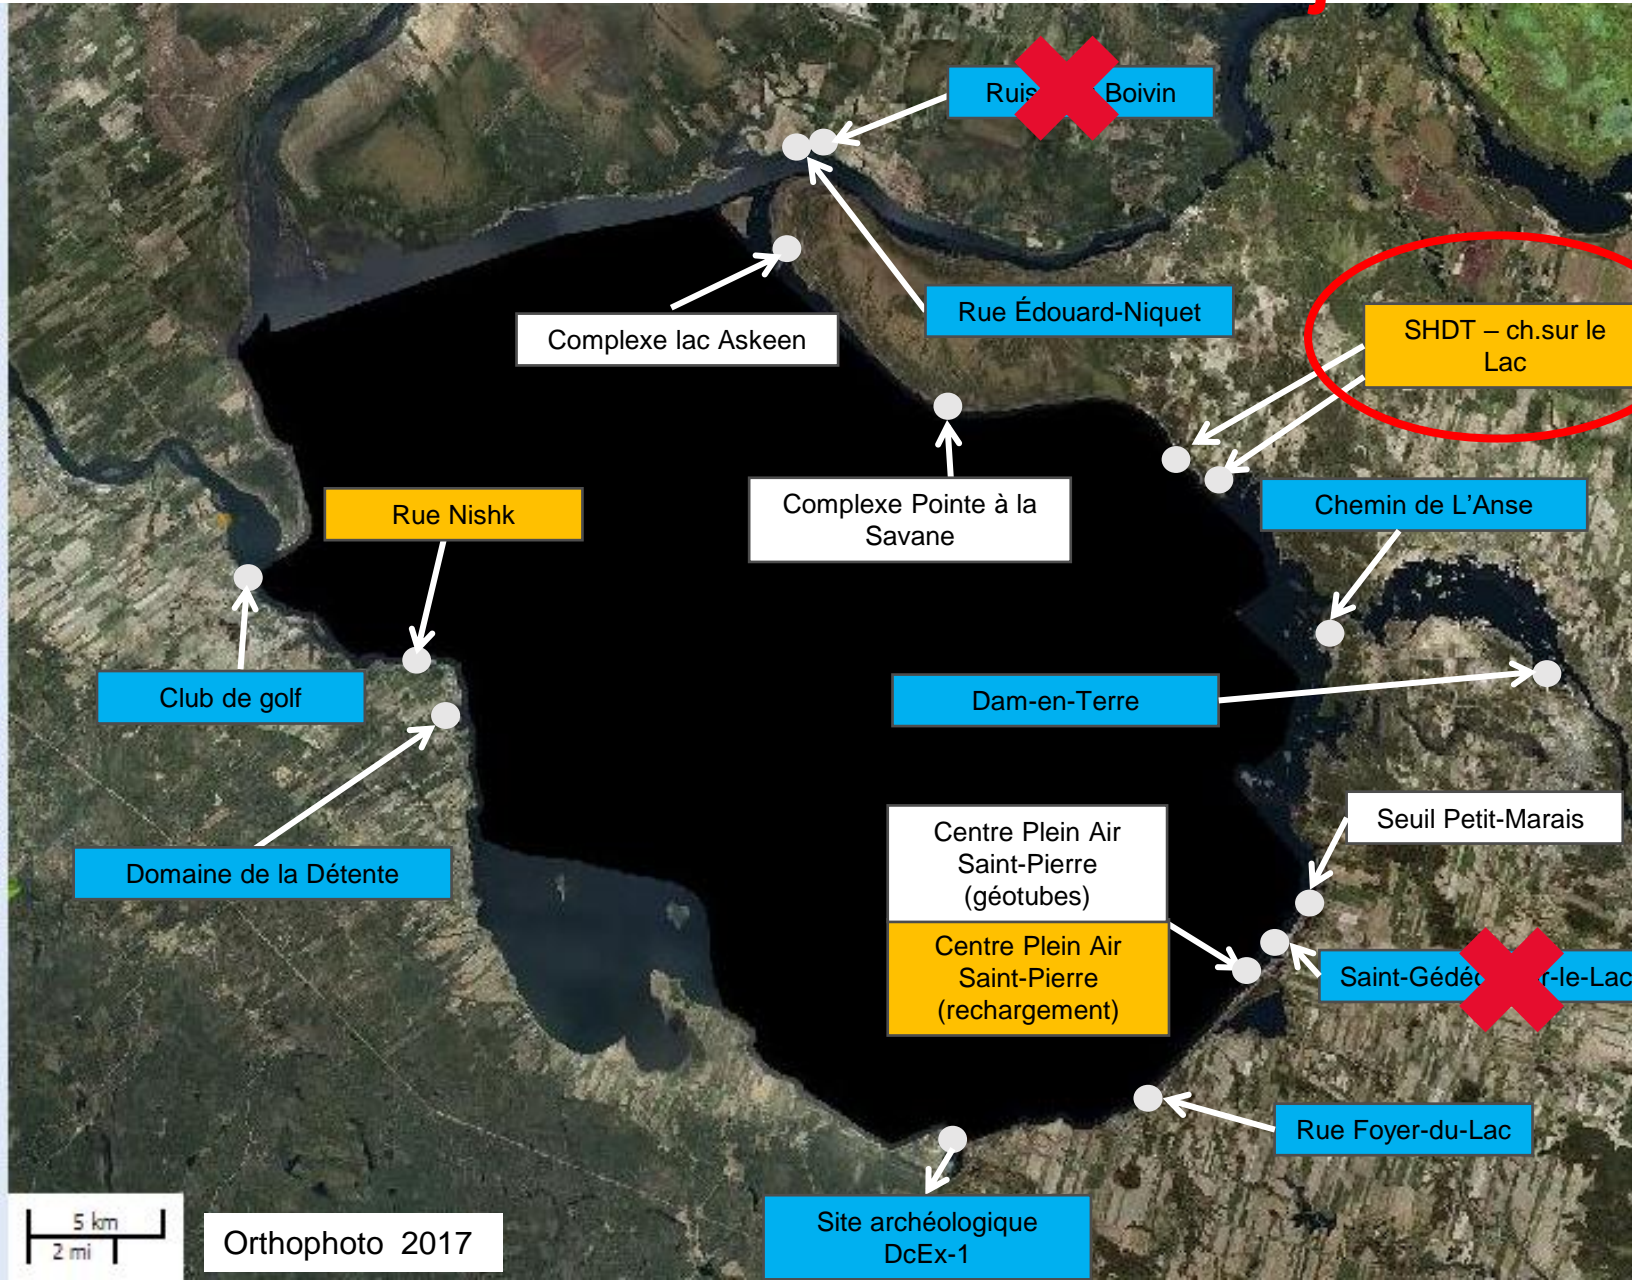 Boivin
Rue Édouard-Niquet
Complexe lac Askeen
SHDT – ch.sur le
Lac
Rue Nishk
Complexe Pointe à la
Savane
Chemin de L'Anse
Club de golf
Dam-en-Terre
Domaine de la Détente
Centre Plein Air
Saint-Pierre
(géotubes)
Seuil Petit-Marais
Centre Plein Air
Saint-Pierre
(rechargement)
r-le-Lac
Rue Foyer-du-Lac
Site archéologique
DcEx-1
5 km
2 mi
Orthophoto 2017